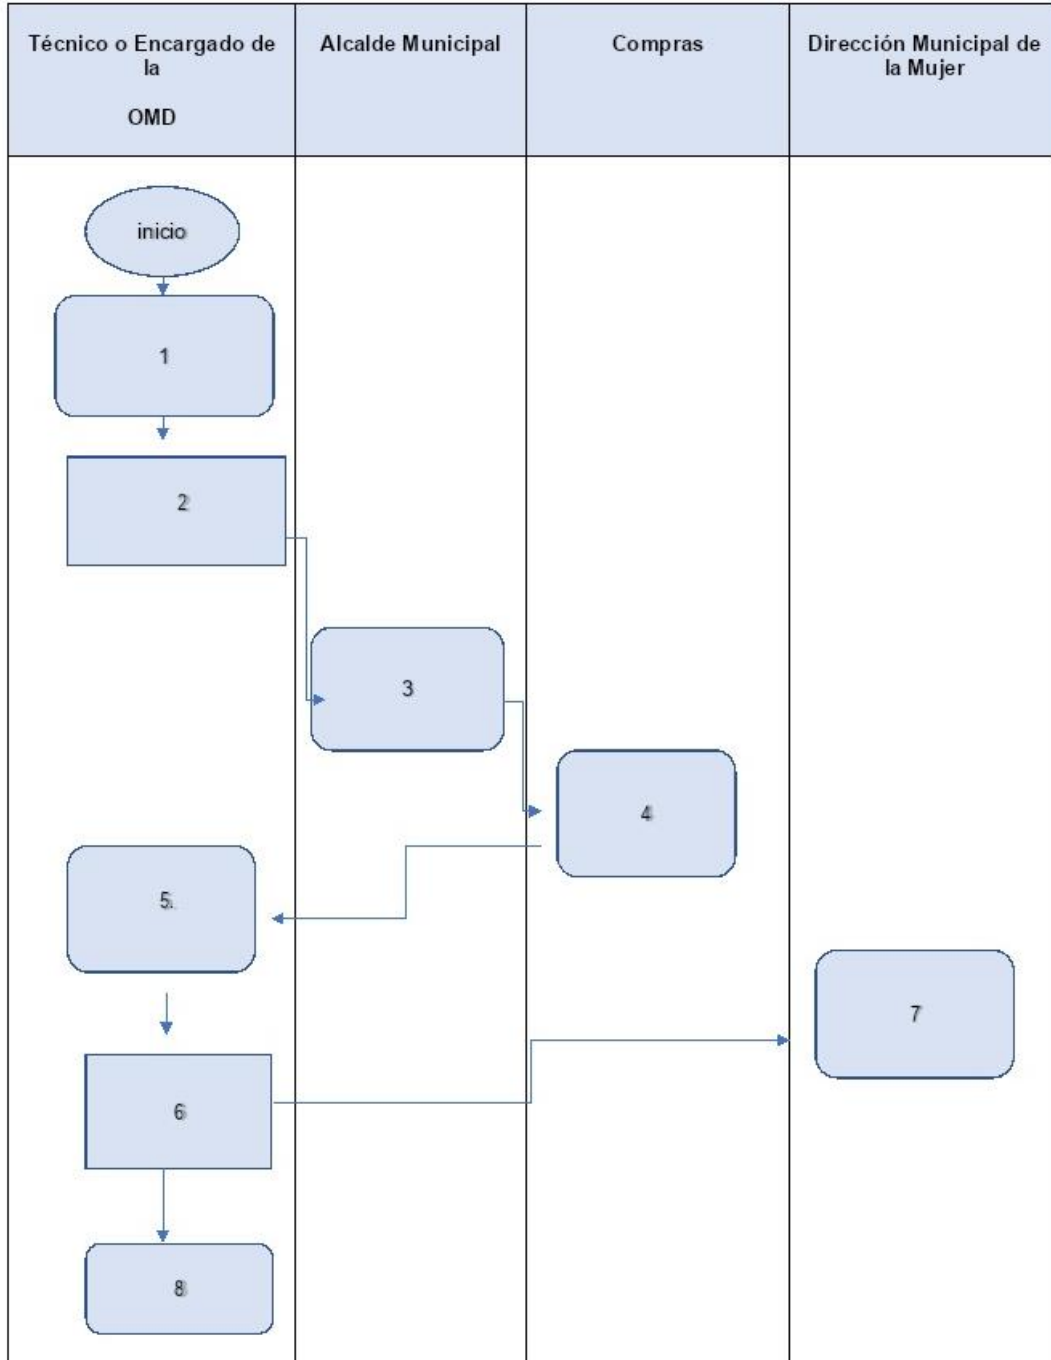 Técnico o Encargado de
la
OMD
Alcalde Municipal
Compras
Dirección Municipal de
la Mujer
inicio
1
2
3
4
5.
6
7
8